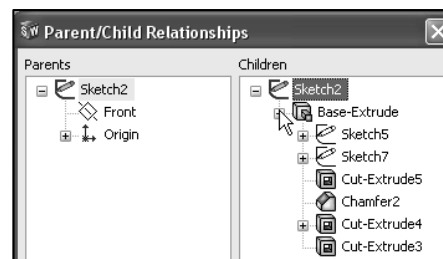 SW Parent/Child Relationships
Parents
Sketch2
Front
Origin
Children
Sketch2
Base-Extrude
Sketch5
Sketch7
Cut-Extrude5
Chamfer2
Cut-Extrude4
Cut-Extrude3